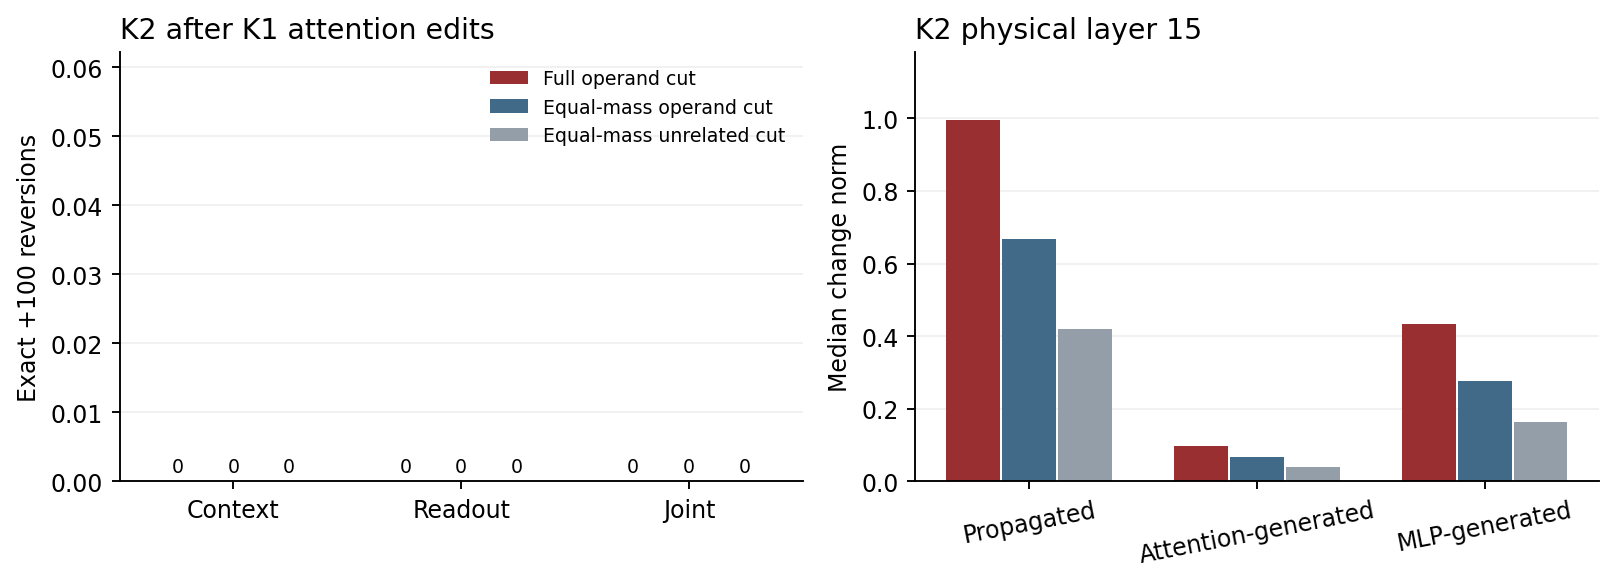 K2 after K1 attention edits
Exact +100 reversions
0.06
0.05
0.04
0.03
0.02
0.01
0.00
Full operand cut
Equal-mass operand cut
Equal-mass unrelated cut
0 0 0 0 0 0 0 0 0
Context Readout Joint
K2 physical layer 15
Median change norm
1.0
0.8
0.6
0.4
0.2
0.0
Propagated
Attention-generated
MLP-generated